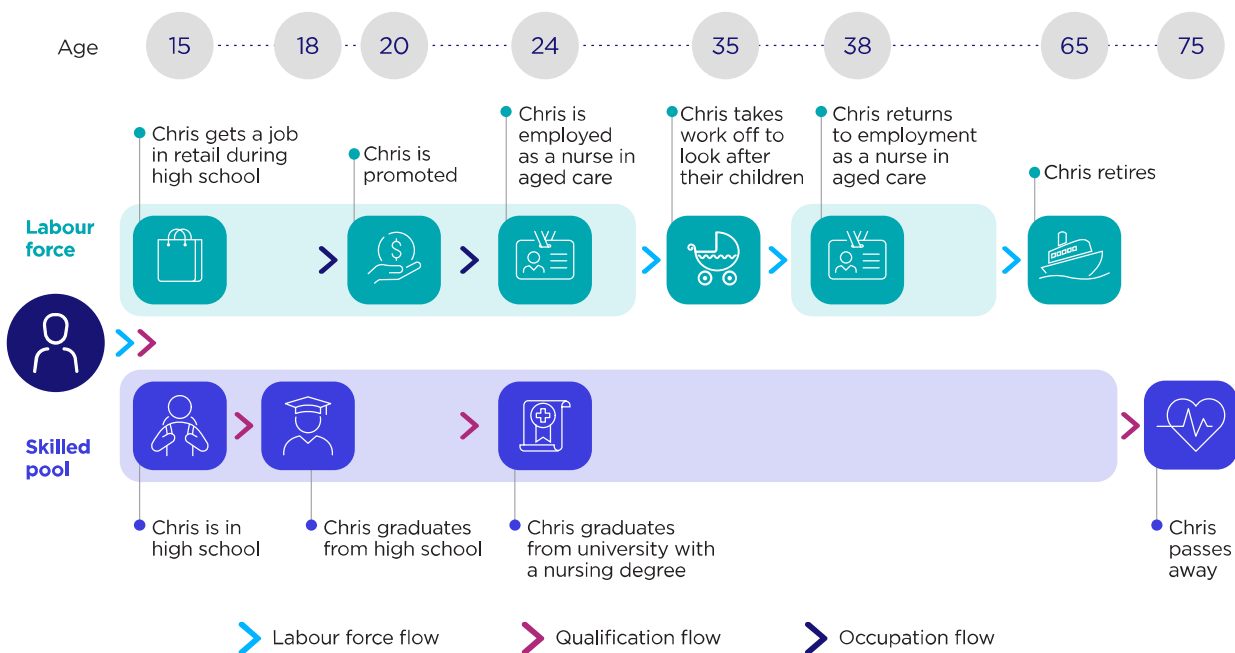 Age
15
18
20
24
35
38
65
75
Chris gets a job
in retail during
high school
Chris is
promoted
Chris is
employed
as a nurse in
aged care
Chris takes
work off to
look after
their children
Chris returns
to employment
as a nurse in
aged care
Chris retires
Labour
force
$
Skilled
pool
Chris is in
high school
Chris graduates
from high school
Chris graduates
from university with
a nursing degree
Chris
passes
away
Labour force flow
Qualification flow
Occupation flow